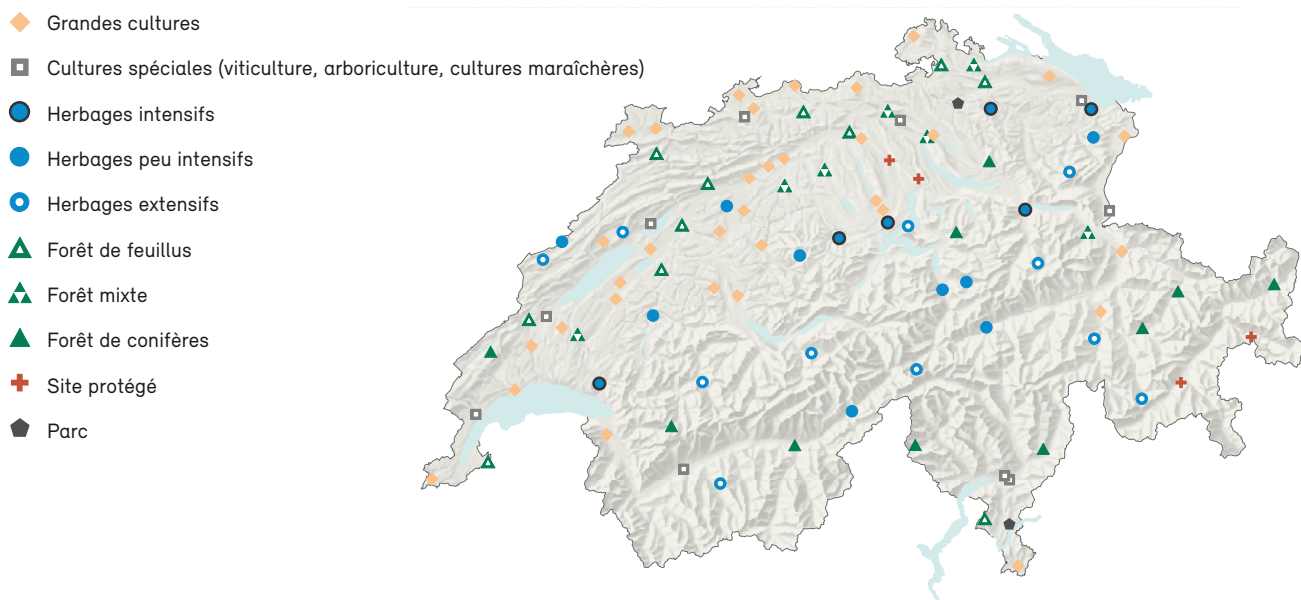 Grandes cultures
Cultures spéciales (viticulture, arboriculture, cultures maraîchères)
Herbages intensifs
Herbages peu intensifs
Herbages extensifs
Forêt de feuillus
Forêt mixte
Forêt de conifères
Site protégé
Parc